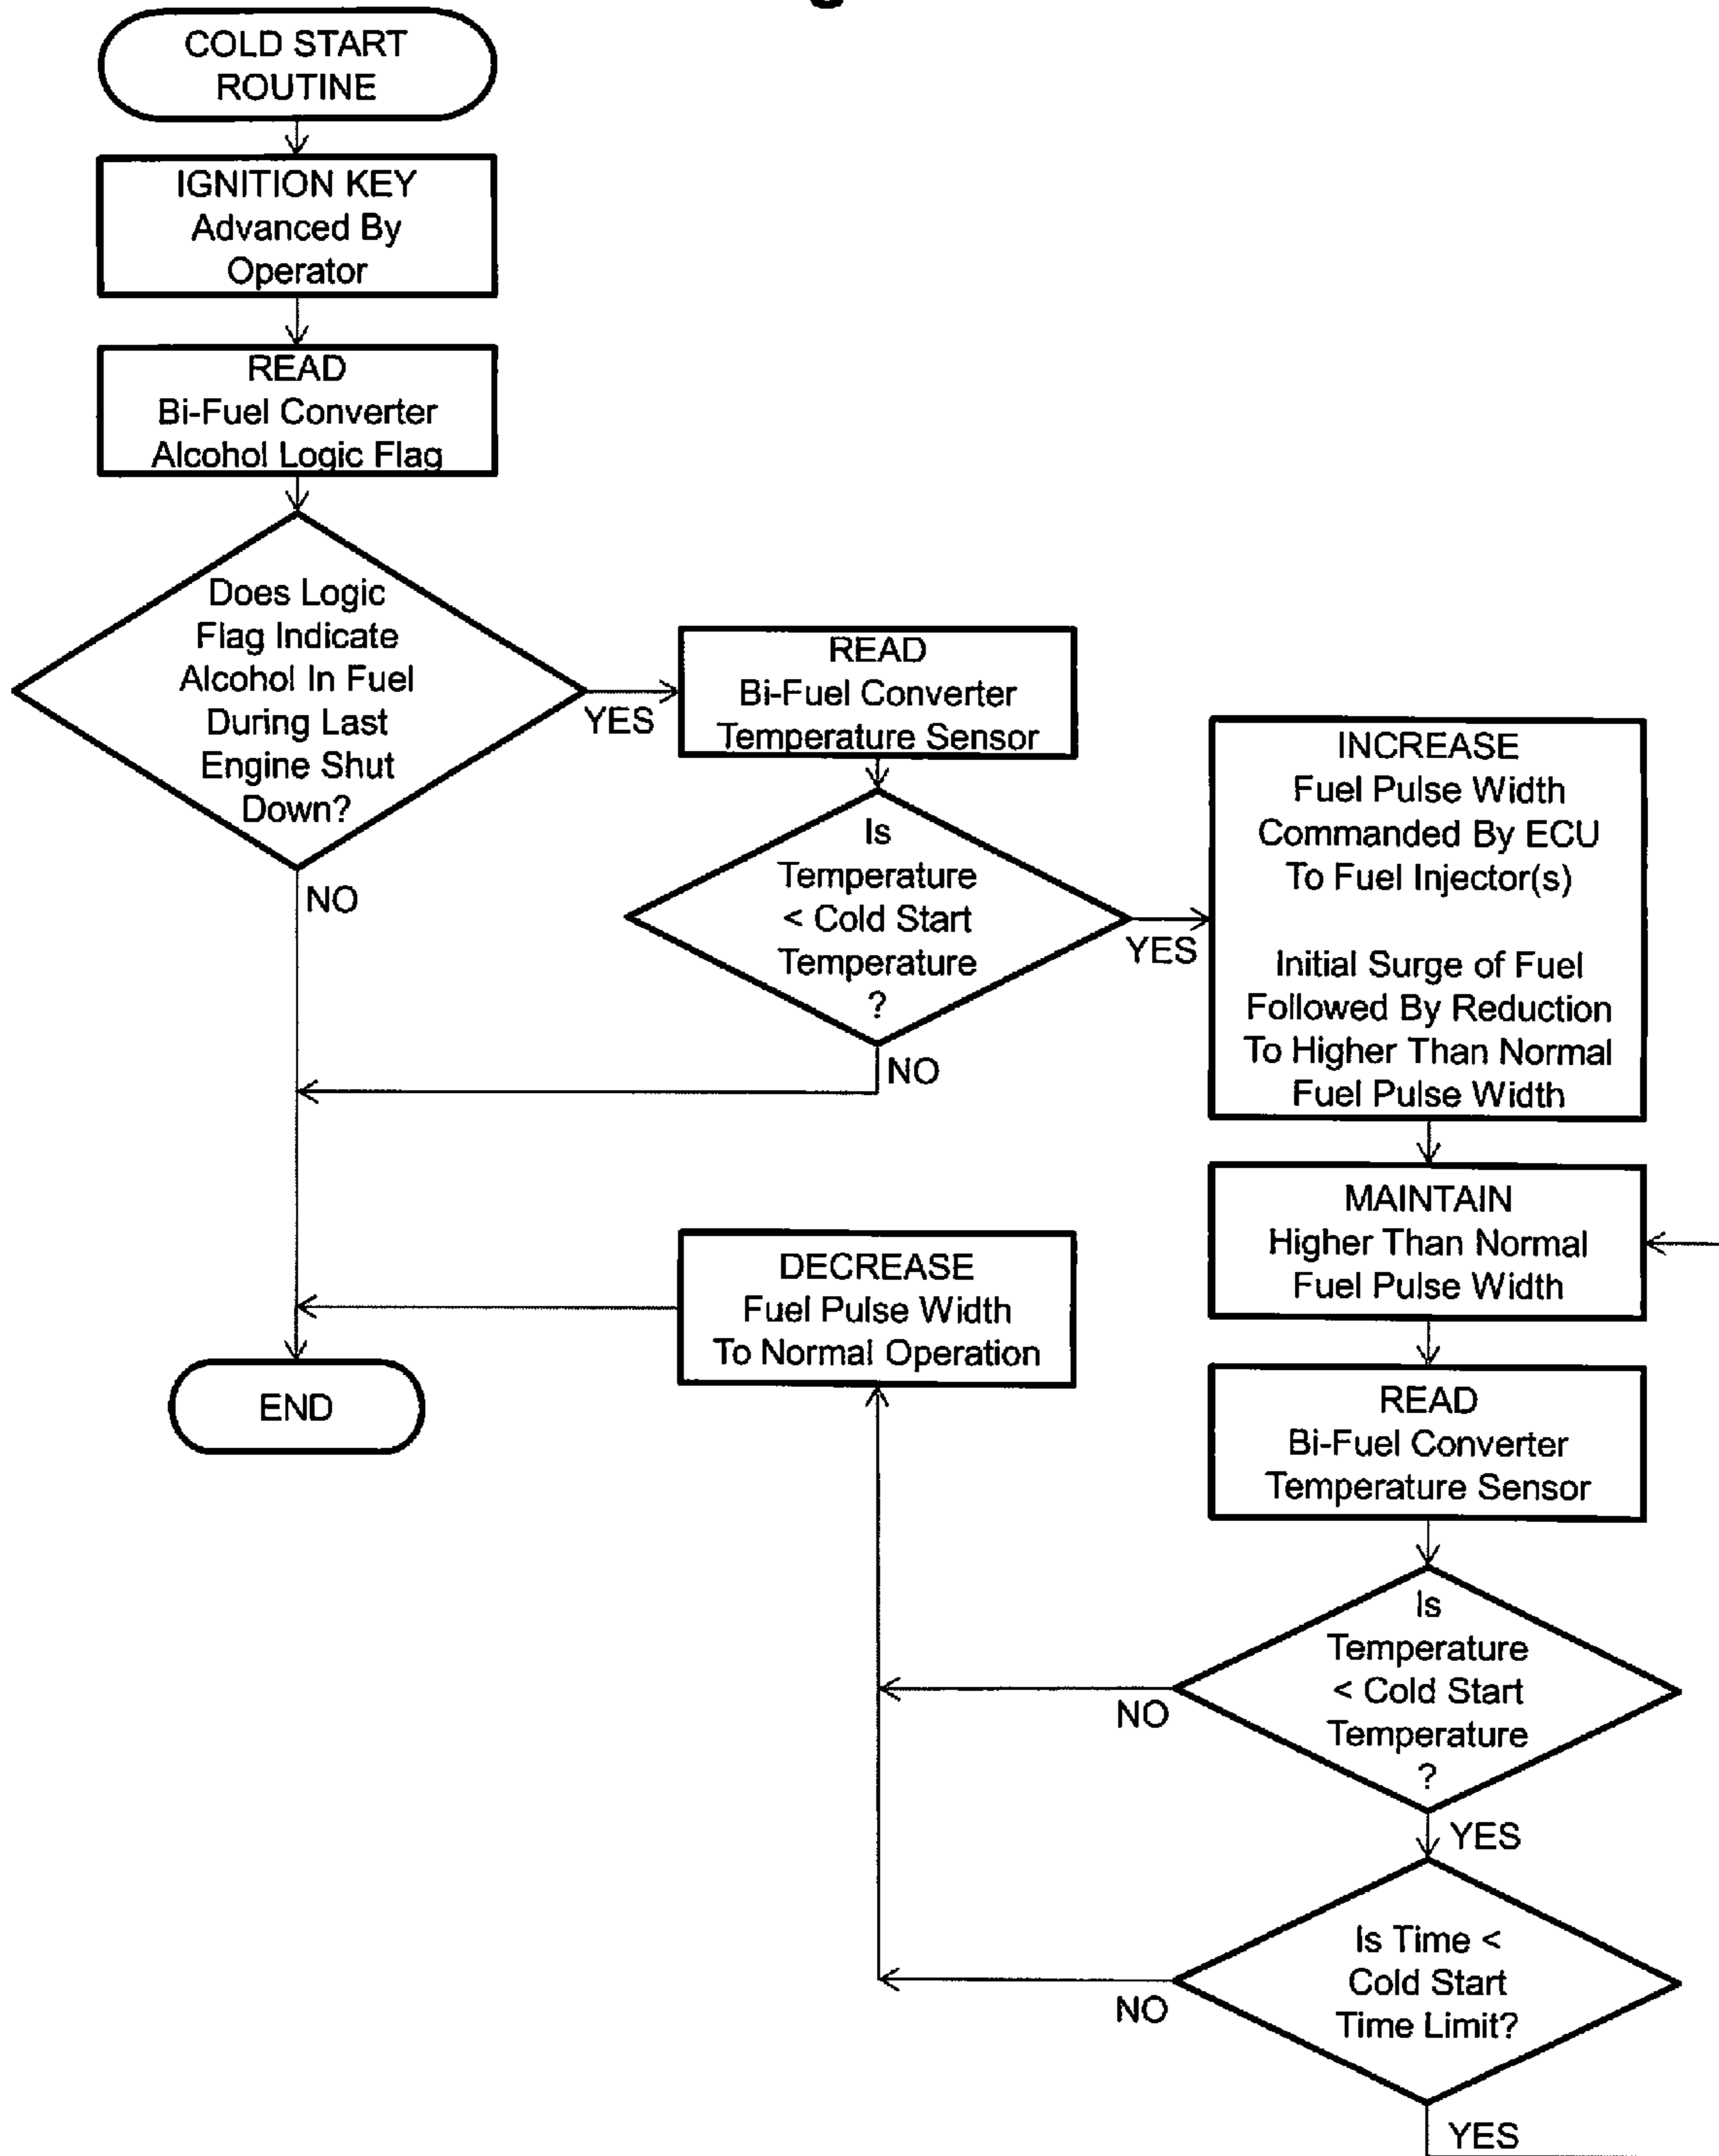 COLD START
ROUTINE
IGNITION KEY
Advanced By
Operator
READ
Bi-Fuel Converter
Alcohol Logic Flag
Does Logic
Flag Indicate
Alcohol In Fuel
During Last
Engine Shut
Down?
YES
NO
READ
Bi-Fuel Converter
Temperature Sensor
Is
Temperature
< Cold Start
Temperature
?
YES
NO
INCREASE
Fuel Pulse Width
Commanded By ECU
To Fuel Injector(s)
Initial Surge of Fuel
Followed By Reduction
To Higher Than Normal
Fuel Pulse Width
MAINTAIN
Higher Than Normal
Fuel Pulse Width
DECREASE
Fuel Pulse Width
To Normal Operation
END
READ
Bi-Fuel Converter
Temperature Sensor
Is
Temperature
< Cold Start
Temperature
?
NO
YES
Is Time <
Cold Start
Time Limit?
NO
YES